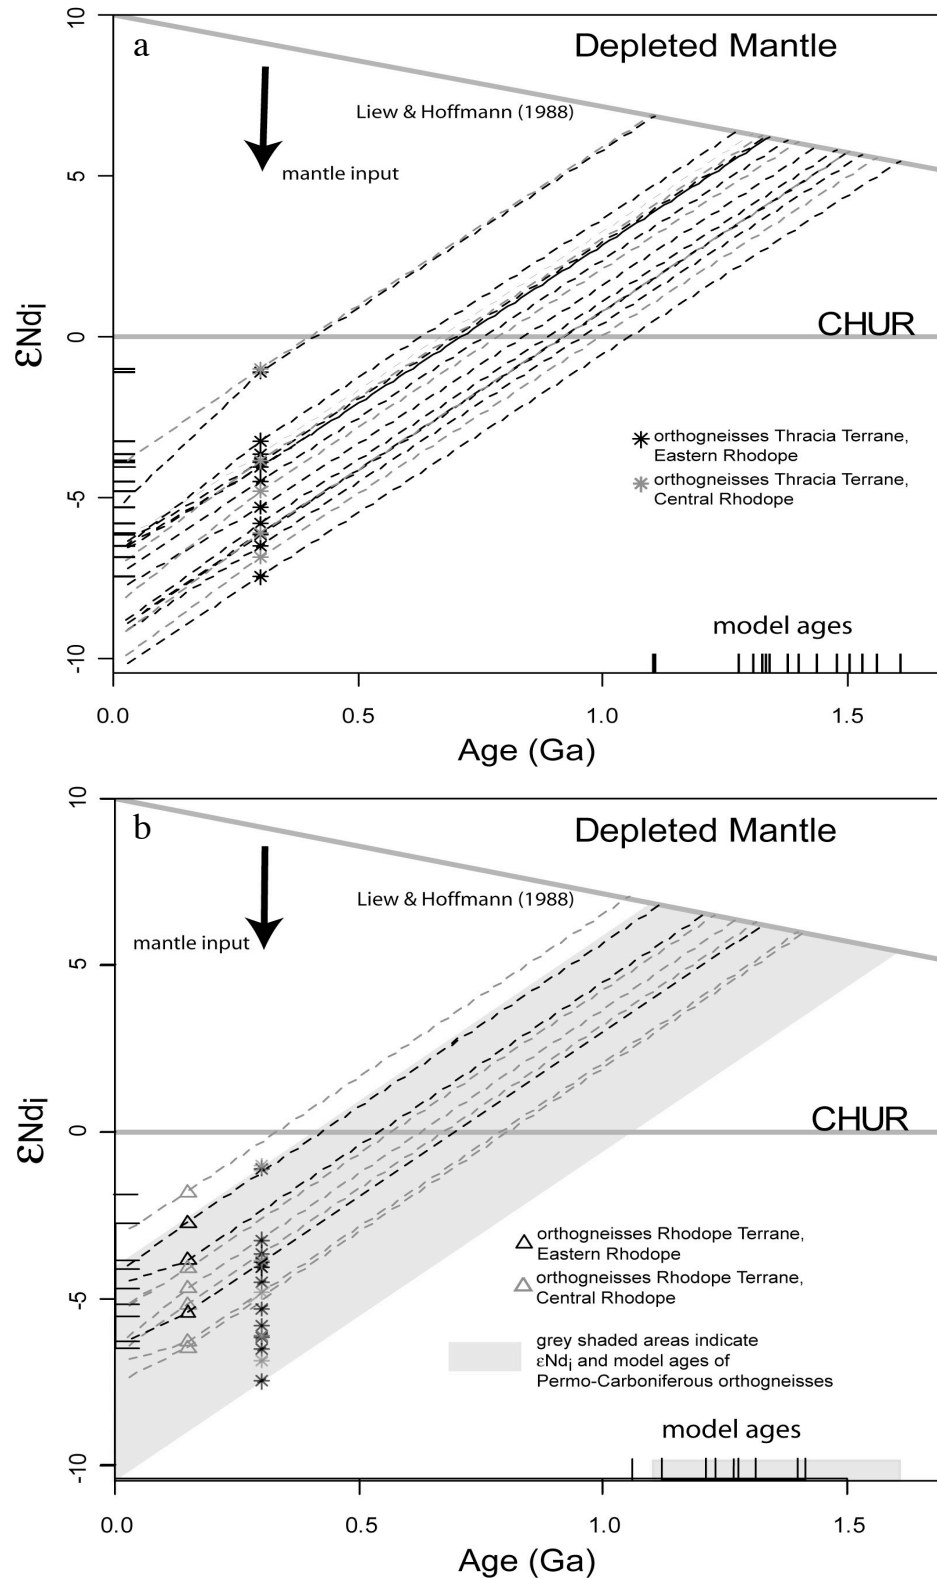 10
a
Depleted Mantle
Liew & Hoffmann (1988)
5
mantle input
εNdi
CHUR
0
orthogneisses Thracia Terrane,
Eastern Rhodope
orthogneisses Thracia Terrane,
Central Rhodope
-5
model ages
-10
0.0 0.5 1.0 1.5
Age (Ga)
10
b
Depleted Mantle
Liew & Hoffmann (1988)
mantle input
5
εNdi
CHUR
0
orthogneisses Rhodope Terrane,
Eastern Rhodope
orthogneisses Rhodope Terrane,
Central Rhodope
-5
grey shaded areas indicate
εNdi and model ages of
Permo-Carboniferous orthogneisses
model ages
-10
0.0 0.5 1.0 1.5
Age (Ga)